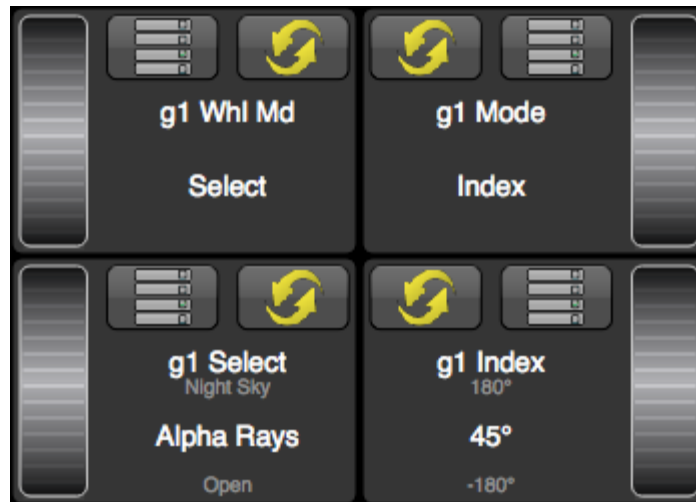 g1 Whl Md
Select
g1 Mode
Index
g1 Select
Night Sky
Alpha Rays
Open
g1 Index
180°
45°
-180°